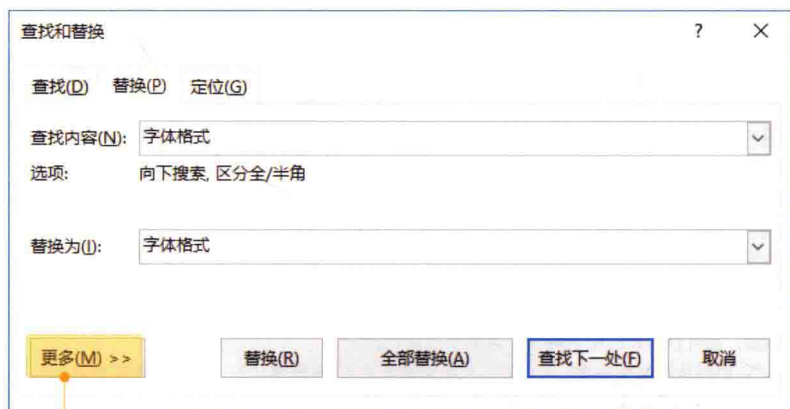 查找和替换 ? ×
查找(D) 替换(P) 定位(G)
查找内容(N): 字体格式
选项: 向下搜索, 区分全/半角
替换为(I): 字体格式
更多(M) >> 替换(R) 全部替换(A) 查找下一处(F) 取消